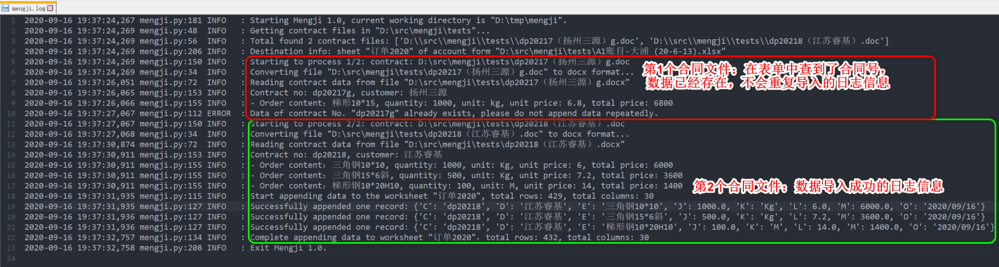 mengji.log
1 2020-09-16 19:37:24,267 mengji.py:181 INFO : Starting Mengji 1.0, current working directory is "D:\tmp\mengji".
2 2020-09-16 19:37:24,269 mengji.py:48 INFO : Getting contract files in "D:\src\mengji\tests"...
3 2020-09-16 19:37:24,269 mengji.py:56 INFO : Total found 2 contract files: ['D:\\src\\mengji\\tests\\dp20217（扬州三源）g.doc', 'D:\\src\\mengji\\tests\\dp20218（江苏睿基）.doc']
4 2020-09-16 19:37:24,269 mengji.py:206 INFO : Destination info: sheet "订单2020" of account form "D:\src\mengji\tests\A1账目-大浦 (20-6-13).xlsx"
5 2020-09-16 19:37:24,269 mengji.py:150 INFO : Starting to process 1/2: contract: D:\src\mengji\tests\dp20217（扬州三源）g.doc
6 2020-09-16 19:37:24,269 mengji.py:34 INFO : Converting file "D:\src\mengji\tests\dp20217（扬州三源）g.doc" to docx format...
7 2020-09-16 19:37:26,051 mengji.py:72 INFO : Reading contract data from file "D:\src\mengji\tests\dp20217（扬州三源）g.docx"
8 2020-09-16 19:37:26,065 mengji.py:153 INFO : Contract no: dp20217g, customer: 扬州三源
9 2020-09-16 19:37:26,066 mengji.py:155 INFO : - Order content: 梯形10*15, quantity: 1000, unit: kg, unit price: 6.8, total price: 6800
10 2020-09-16 19:37:27,067 mengji.py:112 ERROR : Data of contract No. "dp20217g" already exists, please do not append data repeatedly.
第1个合同文件：在表单中查到了合同号，
数据已经存在，不会重复导入的日志信息
11 2020-09-16 19:37:27,067 mengji.py:150 INFO : Starting to process 2/2: contract: D:\src\mengji\tests\dp20218（江苏睿基）.doc
12 2020-09-16 19:37:27,068 mengji.py:34 INFO : Converting file "D:\src\mengji\tests\dp20218（江苏睿基）.doc" to docx format...
13 2020-09-16 19:37:30,874 mengji.py:72 INFO : Reading contract data from file "D:\src\mengji\tests\dp20218（江苏睿基）.docx"
14 2020-09-16 19:37:30,911 mengji.py:153 INFO : Contract no: dp20218, customer: 江苏睿基
15 2020-09-16 19:37:30,911 mengji.py:155 INFO : - Order content: 三角钢10*10, quantity: 1000, unit: Kg, unit price: 6, total price: 6000
16 2020-09-16 19:37:30,911 mengji.py:155 INFO : - Order content: 三角钢15*6斜, quantity: 500, unit: Kg, unit price: 7.2, total price: 3600
17 2020-09-16 19:37:30,911 mengji.py:155 INFO : - Order content: 梯形钢10*20H10, quantity: 100, unit: M, unit price: 14, total price: 1400
第2个合同文件：数据导入成功的日志信息
18 2020-09-16 19:37:31,935 mengji.py:115 INFO : Start appending data to the worksheet "订单2020", total rows: 429, total columns: 30
19 2020-09-16 19:37:31,935 mengji.py:127 INFO : Successfully appended one record: {'C': 'dp20218', 'D': '江苏睿基', 'E': '三角钢10*10', 'J': 1000.0, 'K': 'Kg', 'L': 6.0, 'M': 6000.0, 'O': '2020/09/16'}
20 2020-09-16 19:37:31,936 mengji.py:127 INFO : Successfully appended one record: {'C': 'dp20218', 'D': '江苏睿基', 'E': '三角钢15*6斜', 'J': 500.0, 'K': 'Kg', 'L': 7.2, 'M': 3600.0, 'O': '2020/09/16'}
21 2020-09-16 19:37:31,936 mengji.py:127 INFO : Successfully appended one record: {'C': 'dp20218', 'D': '江苏睿基', 'E': '梯形钢10*20H10', 'J': 100.0, 'K': 'M', 'L': 14.0, 'M': 1400.0, 'O': '2020/09/16'}
22 2020-09-16 19:37:32,757 mengji.py:134 INFO : Complete appending data to worksheet "订单2020"，total rows: 432, total columns: 30
23 2020-09-16 19:37:32,758 mengji.py:208 INFO : Exit Mengji 1.0.
24